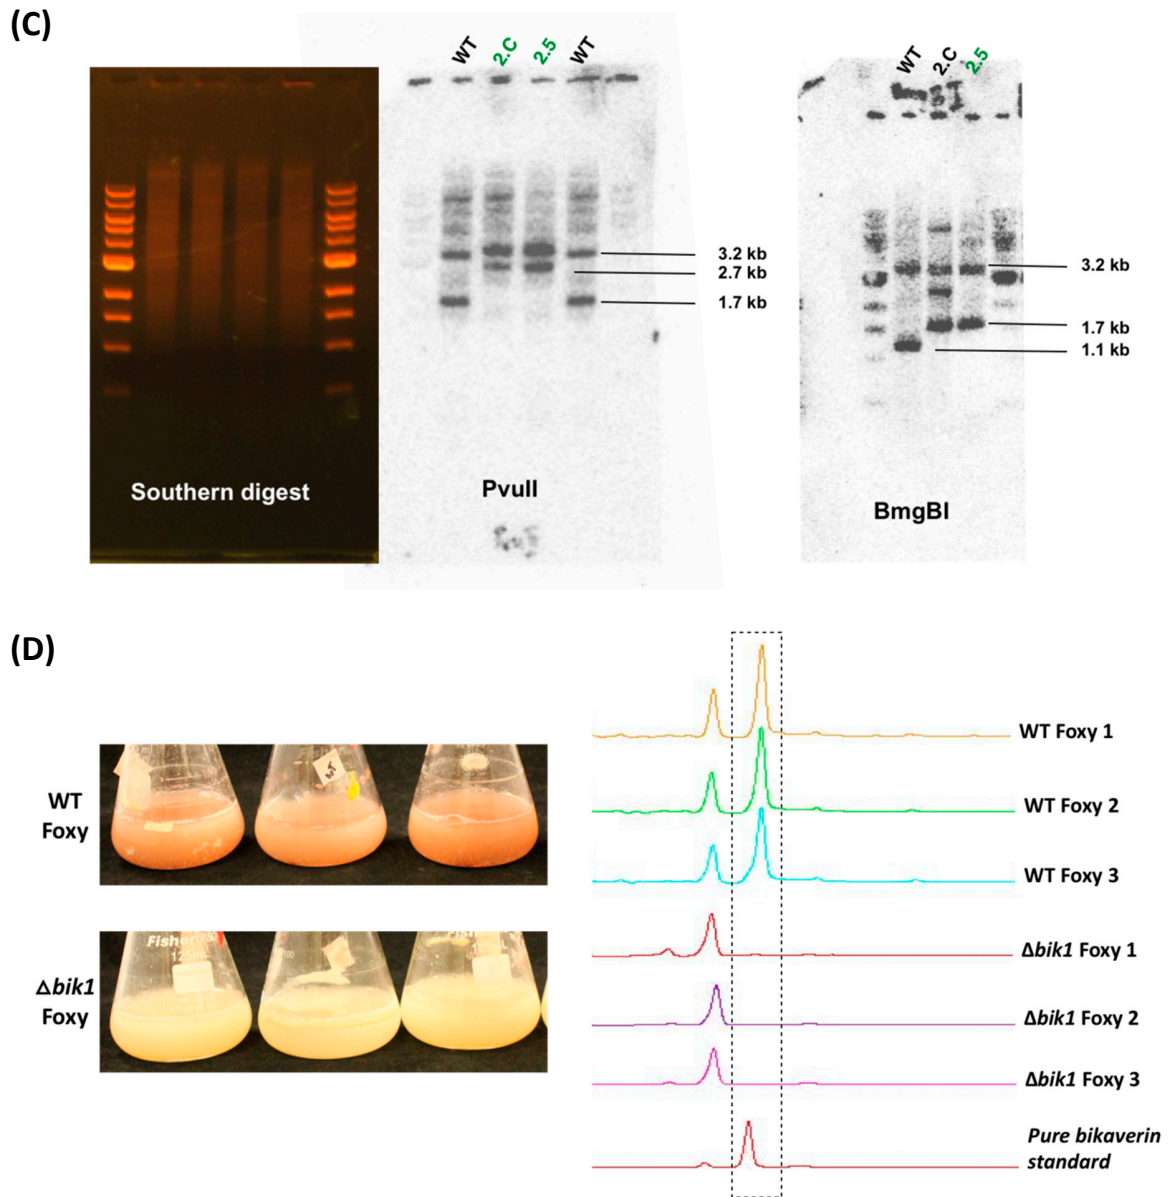 (C)
WT
2.C
2.5
WT
WT
2.C
2.5
3.2 kb
2.7 kb
1.7 kb
3.2 kb
1.7 kb
1.1 kb
Southern digest
PvuII
BmgBI
(D)
WT
Foxy
WT
Δbik1
Foxy
Fisher
125mL
WT Foxy 1
WT Foxy 2
WT Foxy 3
Δbik1 Foxy 1
Δbik1 Foxy 2
Δbik1 Foxy 3
Pure bikaverin
standard